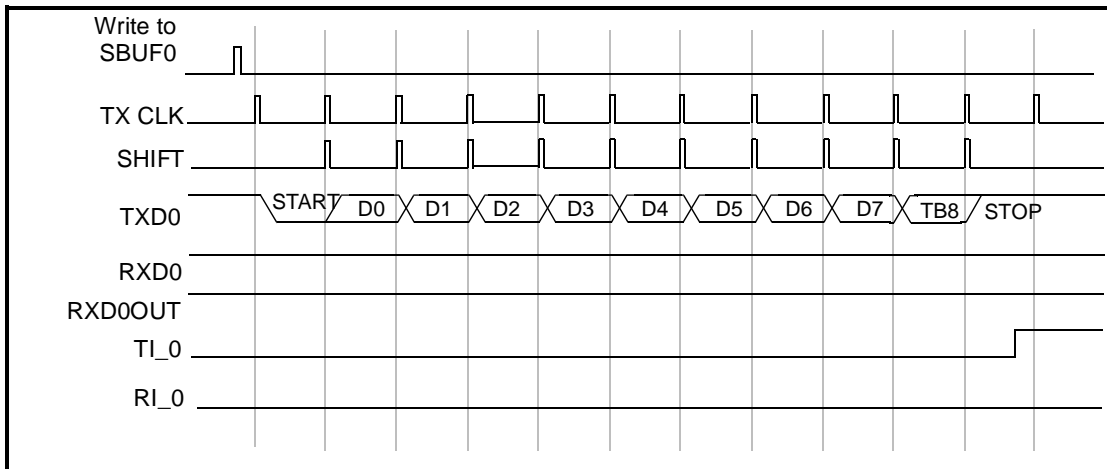 Write to
SBUF0
TX CLK
SHIFT
TXD0
START D0 D1 D2 D3 D4 D5 D6 D7 TB8 STOP
RXD0
RXD0OUT
TI_0
RI_0